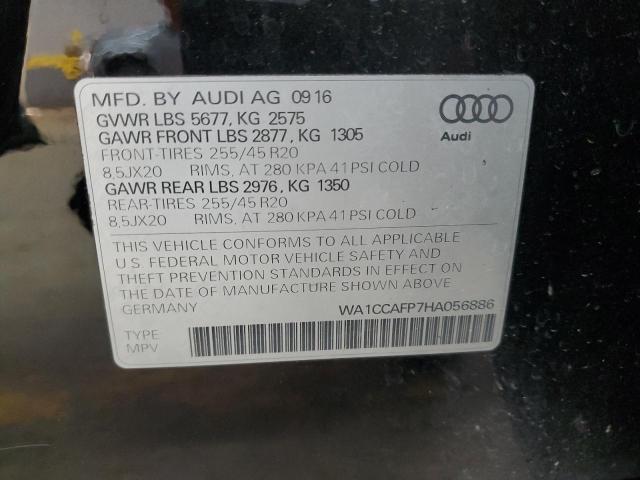 MFD. BY AUDI AG 09 16
GVWR LBS 5677, KG 2575
GAWR FRONT LBS 2877, KG 1305
FRONT-TIRES 255/45 R20
8,5JX20 RIMS, AT 280 KPA 41 PSI COLD
GAWR REAR LBS 2976, KG 1350
REAR-TIRES 255/45 R20
8,5JX20 RIMS, AT 280 KPA 41 PSI COLD
THIS VEHICLE CONFORMS TO ALL APPLICABLE
U.S. FEDERAL MOTOR VEHICLE SAFETY AND
THEFT PREVENTION STANDARDS IN EFFECT ON
THE DATE OF MANUFACTURE SHOWN ABOVE
GERMANY WA1CCAFP7HA056886
TYPE
MPV
Audi